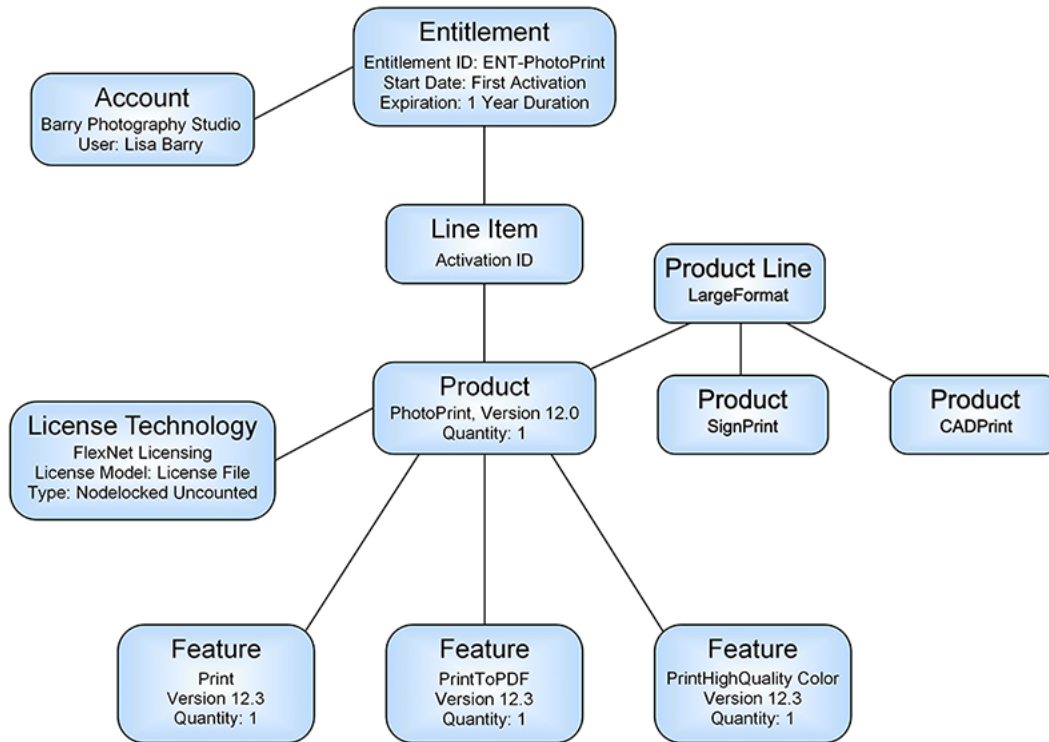 Entitlement
Entitlement ID: ENT-PhotoPrint
Start Date: First Activation
Expiration: 1 Year Duration
Account
Barry Photography Studio
User: Lisa Barry
Line Item
Activation ID
Product Line
LargeFormat
Product
PhotoPrint, Version 12.0
Quantity: 1
Product
SignPrint
Product
CADPrint
License Technology
FlexNet Licensing
License Model: License File
Type: Nodelocked Uncounted
Feature
Print
Version 12.3
Quantity: 1
Feature
PrintToPDF
Version 12.3
Quantity: 1
Feature
PrintHighQuality Color
Version 12.3
Quantity: 1